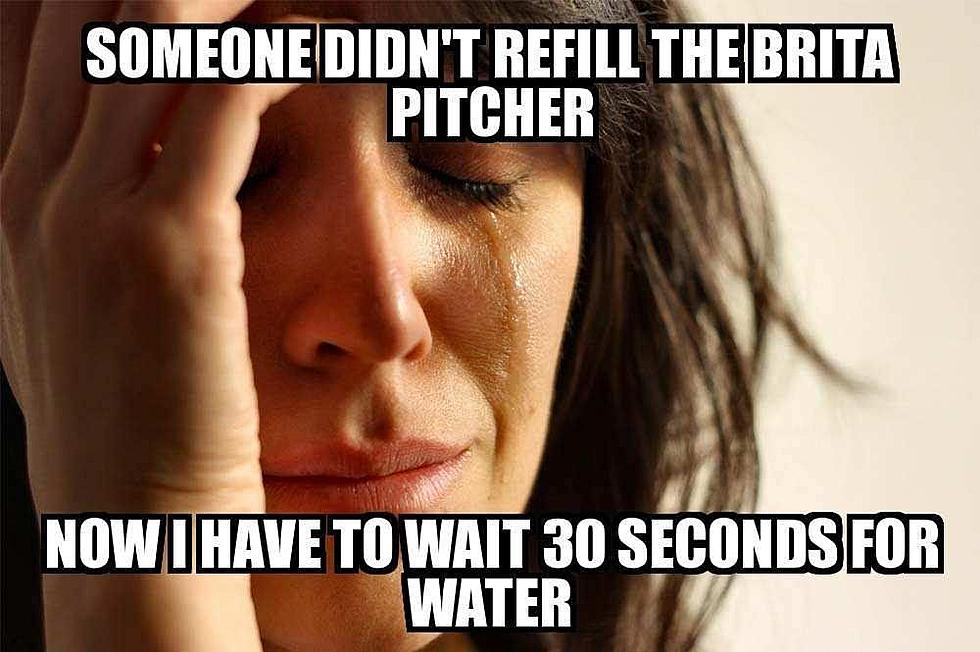 SOMEONE DIDN'T REFILL THE BRITA
PITCHER
NOW I HAVE TO WAIT 30 SECONDS FOR
WATER